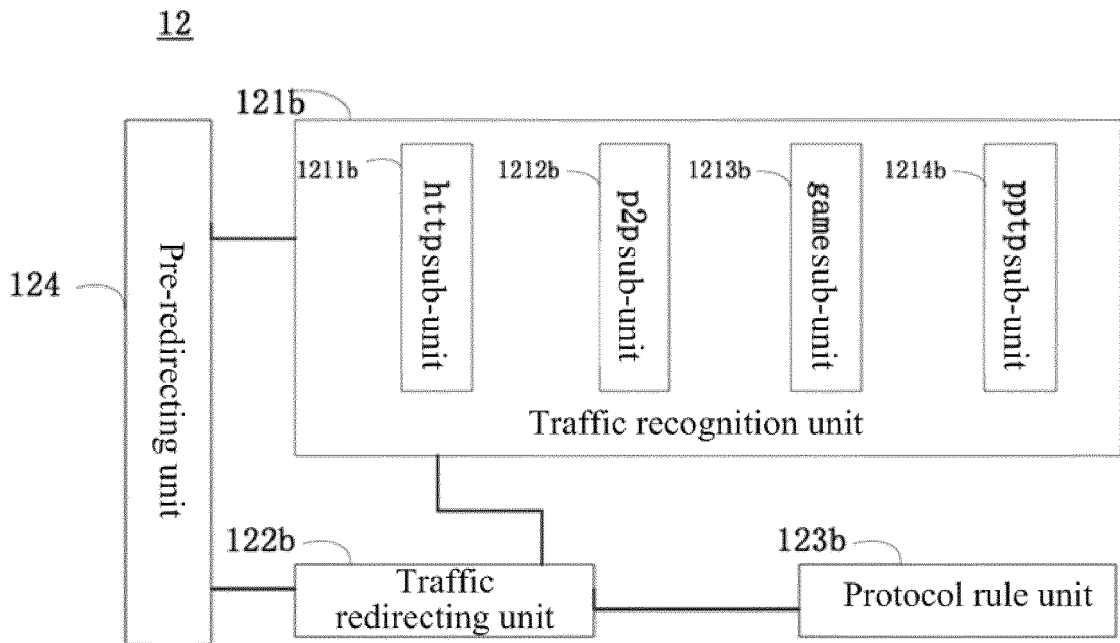 12
121b
1211b
httpsub-unit
1212b
p2psub-unit
1213b
gamesub-unit
1214b
pptpsub-unit
Traffic recognition unit
124
Pre-redirecting unit
122b
Traffic
redirecting unit
123b
Protocol rule unit